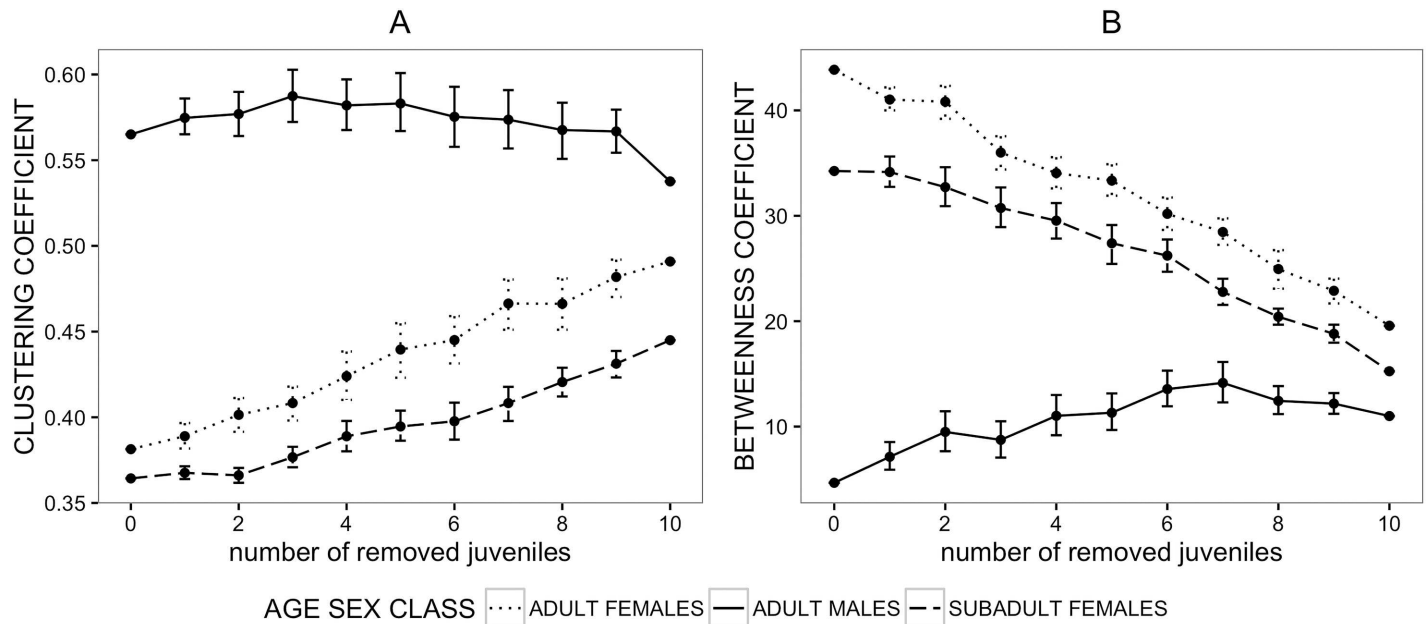 A
CLUSTERING COEFFICIENT
0.60
0.55
0.50
0.45
0.40
0.35
0 2 4 6 8 10
number of removed juveniles
B
BETWEENNESS COEFFICIENT
40
30
20
10
0 2 4 6 8 10
number of removed juveniles
AGE SEX CLASS ADULT FEMALES ADULT MALES SUBADULT FEMALES